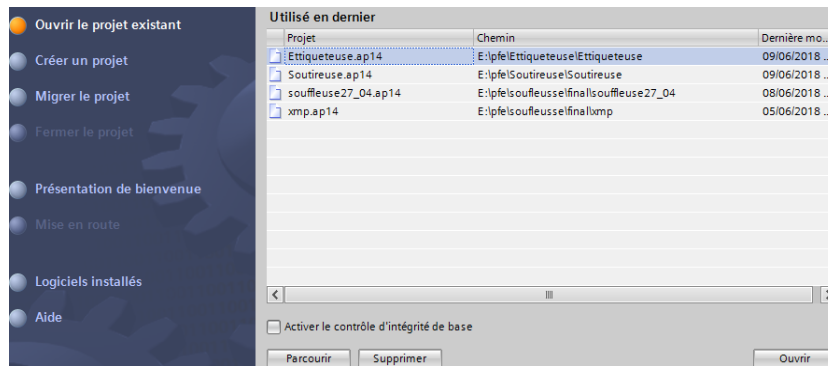 Ouvrir le projet existant
Créer un projet
Migrer le projet
Fermer le projet
Présentation de bienvenue
Mise en route
Logiciels installés
Aide
Utilisé en dernier
Projet Chemin Dernière mo...
Ettiqueteuse.ap14 E:\pfe\Ettiqueteuse\Ettiqueteuse 09/06/2018 ...
Soutireuse.ap14 E:\pfe\Soutireuse\Soutireuse 09/06/2018 ...
souffleuse27_04.ap14 E:\pfe\soufleusse\final\souffleuse27_04 08/06/2018 ...
xmp.ap14 E:\pfe\soufleusse\final\xmp 05/06/2018 ...
Activer le contrôle d'intégrité de base
Parcourir Supprimer Ouvrir